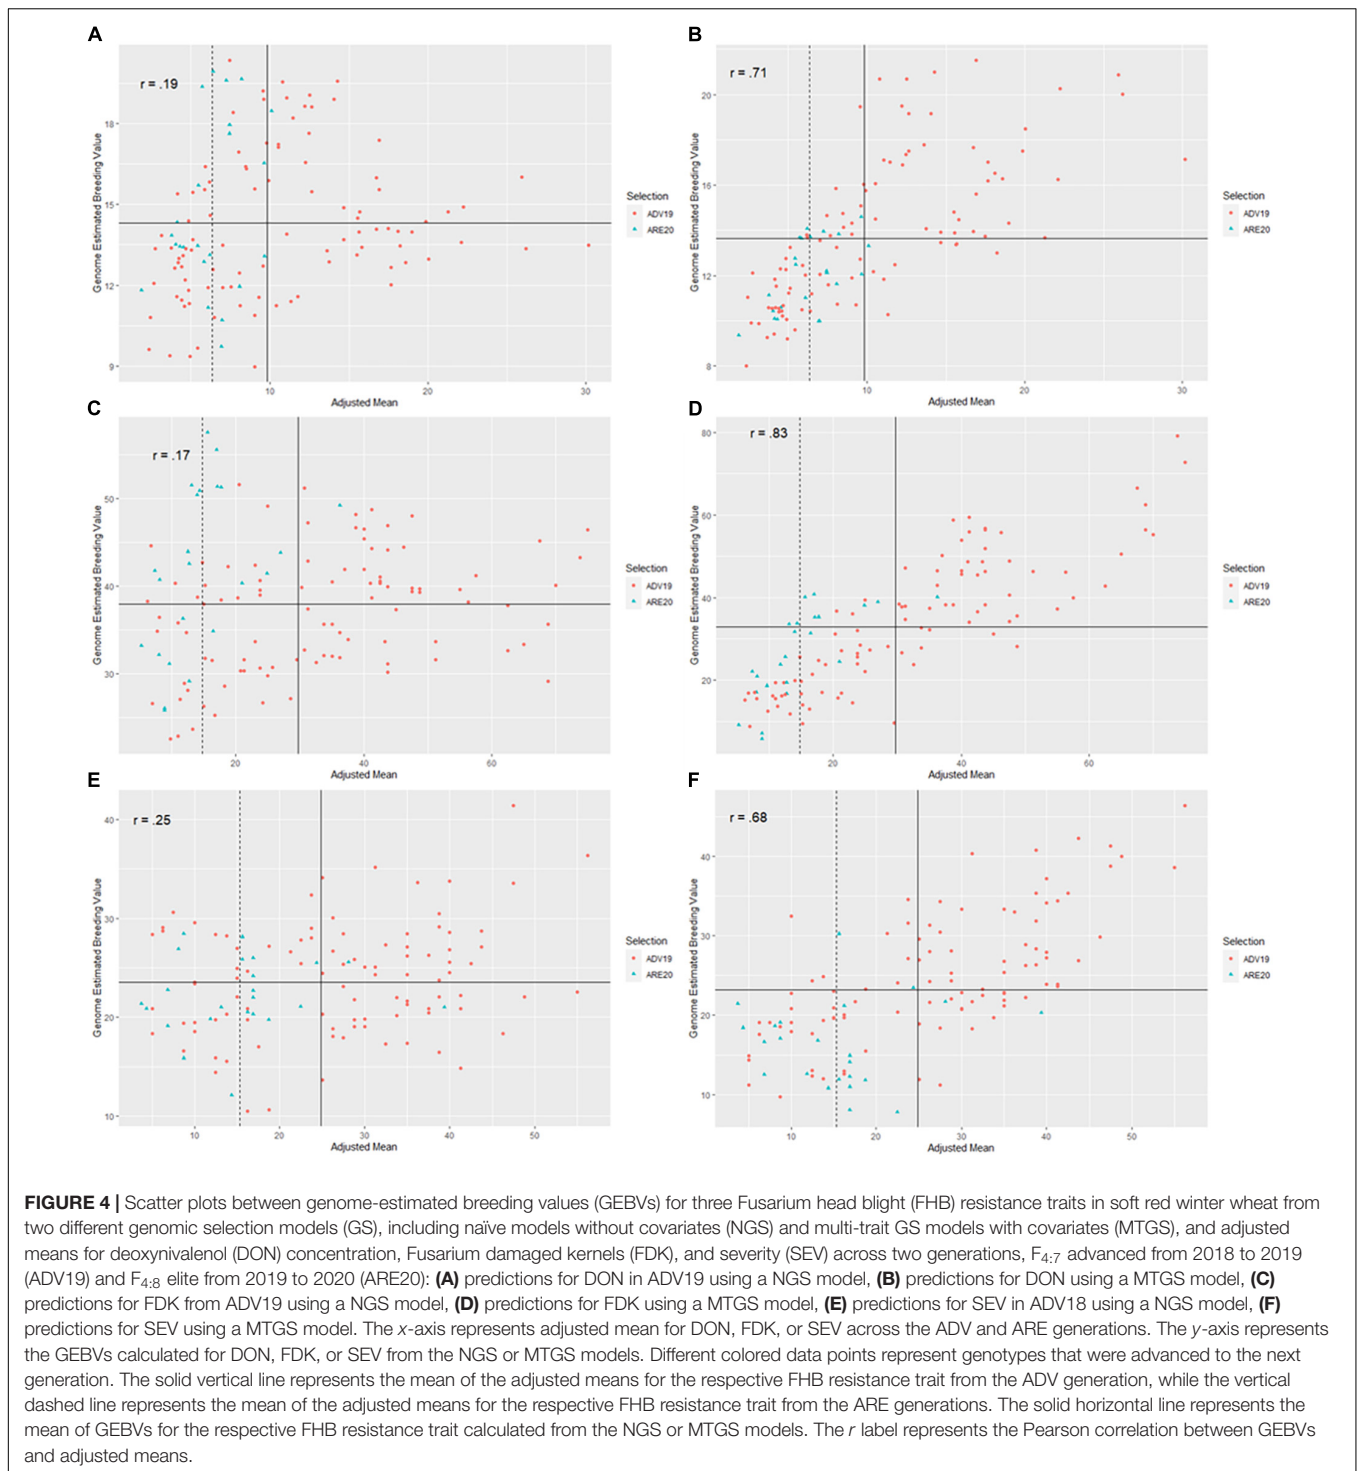 A
r = .19
18
15
12
9
Genome Estimated Breeding Value
10
20
30
Adjusted Mean
Selection
ADV19
ARE20
B
r = .71
20
16
12
8
Genome Estimated Breeding Value
10
20
30
Adjusted Mean
Selection
ADV19
ARE20
C
r = .17
50
40
30
Genome Estimated Breeding Value
20
40
60
Adjusted Mean
Selection
ADV19
ARE20
D
r = .83
80
60
40
20
Genome Estimated Breeding Value
20
40
60
Adjusted Mean
Selection
ADV19
ARE20
E
r = .25
40
30
20
10
Genome Estimated Breeding Value
10
20
30
40
50
Adjusted Mean
Selection
ADV19
ARE20
F
r = .68
40
30
20
10
Genome Estimated Breeding Value
10
20
30
40
50
Adjusted Mean
Selection
ADV19
ARE20
FIGURE 4 | Scatter plots between genome-estimated breeding values (GEBVs) for three Fusarium head blight (FHB) resistance traits in soft red winter wheat from
two different genomic selection models (GS), including naïve models without covariates (NGS) and multi-trait GS models with covariates (MTGS), and adjusted
means for deoxynivalenol (DON) concentration, Fusarium damaged kernels (FDK), and severity (SEV) across two generations, F4:7 advanced from 2018 to 2019
(ADV19) and F4:8 elite from 2019 to 2020 (ARE20): (A) predictions for DON in ADV19 using a NGS model, (B) predictions for DON using a MTGS model, (C)
predictions for FDK from ADV19 using a NGS model, (D) predictions for FDK using a MTGS model, (E) predictions for SEV in ADV18 using a NGS model, (F)
predictions for SEV using a MTGS model. The x-axis represents adjusted mean for DON, FDK, or SEV across the ADV and ARE generations. The y-axis represents
the GEBVs calculated for DON, FDK, or SEV from the NGS or MTGS models. Different colored data points represent genotypes that were advanced to the next
generation. The solid vertical line represents the mean of the adjusted means for the respective FHB resistance trait from the ADV generation, while the vertical
dashed line represents the mean of the adjusted means for the respective FHB resistance trait from the ARE generations. The solid horizontal line represents the
mean of GEBVs for the respective FHB resistance trait calculated from the NGS or MTGS models. The r label represents the Pearson correlation between GEBVs
and adjusted means.